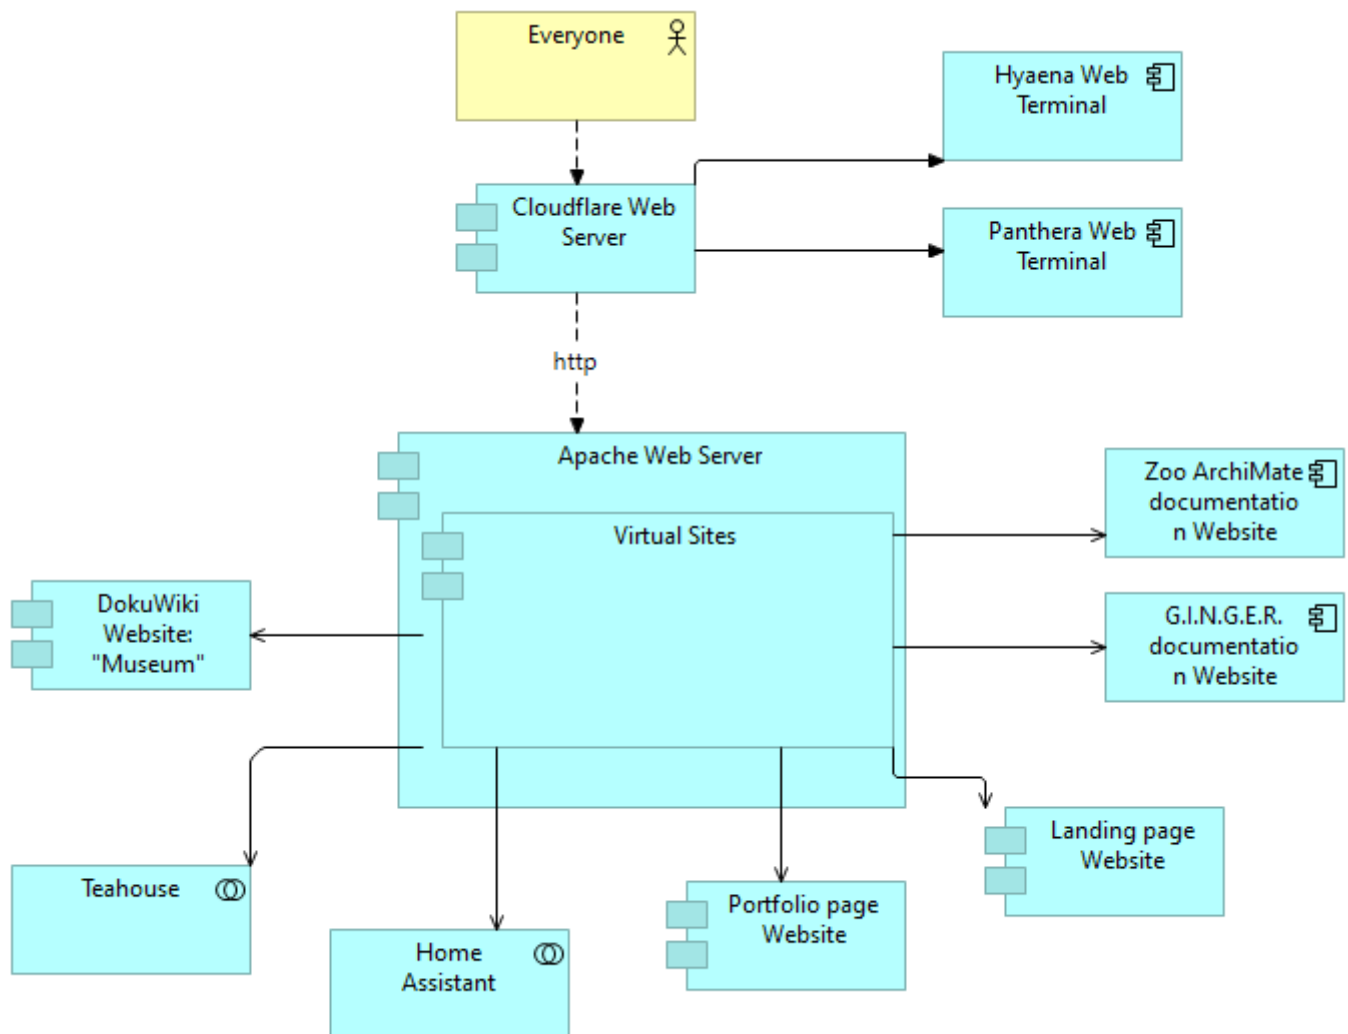 Everyone
Hyaena Web
Terminal
Cloudflare Web
Server
Panthera Web
Terminal
http
Apache Web Server
Virtual Sites
Zoo ArchiMate
documentatio
n Website
DokuWiki
Website:
"Museum"
G.I.N.G.E.R.
documentatio
n Website
Landing page
Website
Teahouse
Portfolio page
Website
Home
Assistant